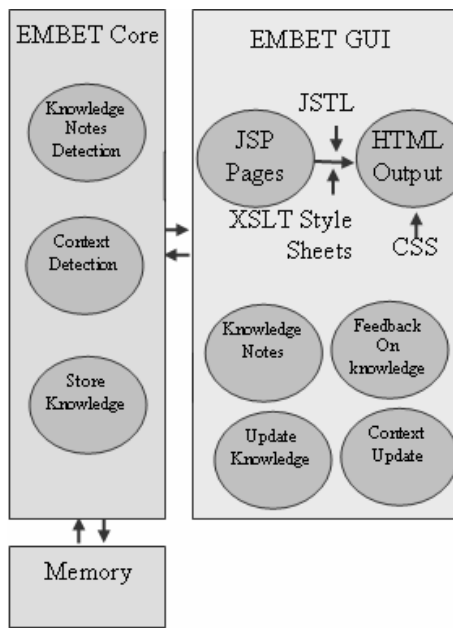 EMBET Core
Knowledge
Notes
Detection
Context
Detection
Store
Knowledge
Memory
EMBET GUI
JSTL
JSP
Pages
HTML
Output
XSLT Style
Sheets
CSS
Knowledge
Notes
Feedback
On
knowledge
Update
Knowledge
Context
Update